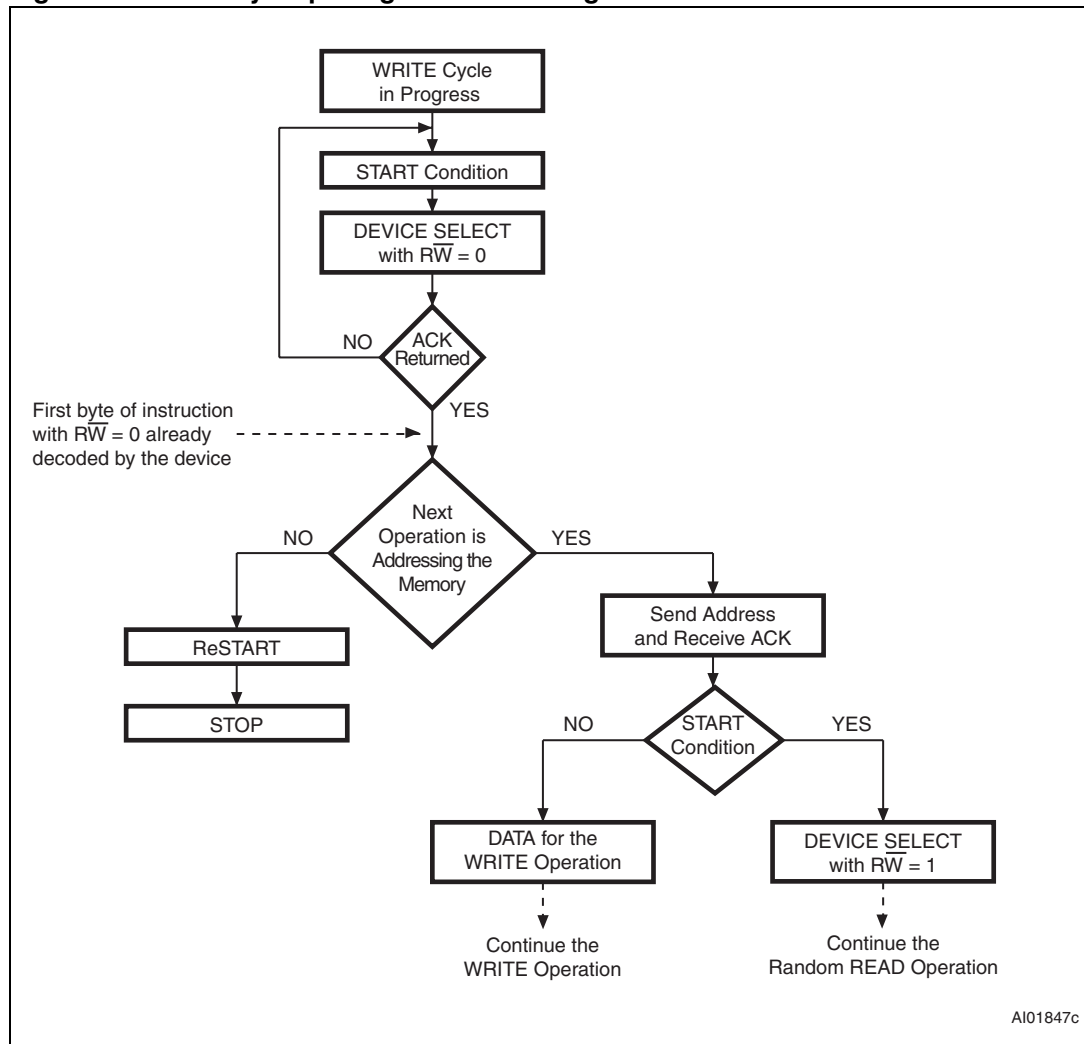 WRITE Cycle
in Progress
START Condition
DEVICE SELECT
with RW̅ = 0
NO
ACK
Returned
YES
First byte of instruction
with RW̅ = 0 already
decoded by the device
NO
Next
Operation is
Addressing the
Memory
YES
Send Address
and Receive ACK
ReSTART
STOP
NO
START
Condition
YES
DATA for the
WRITE Operation
DEVICE SELECT
with RW̅ = 1
Continue the
WRITE Operation
Continue the
Random READ Operation
AI01847c